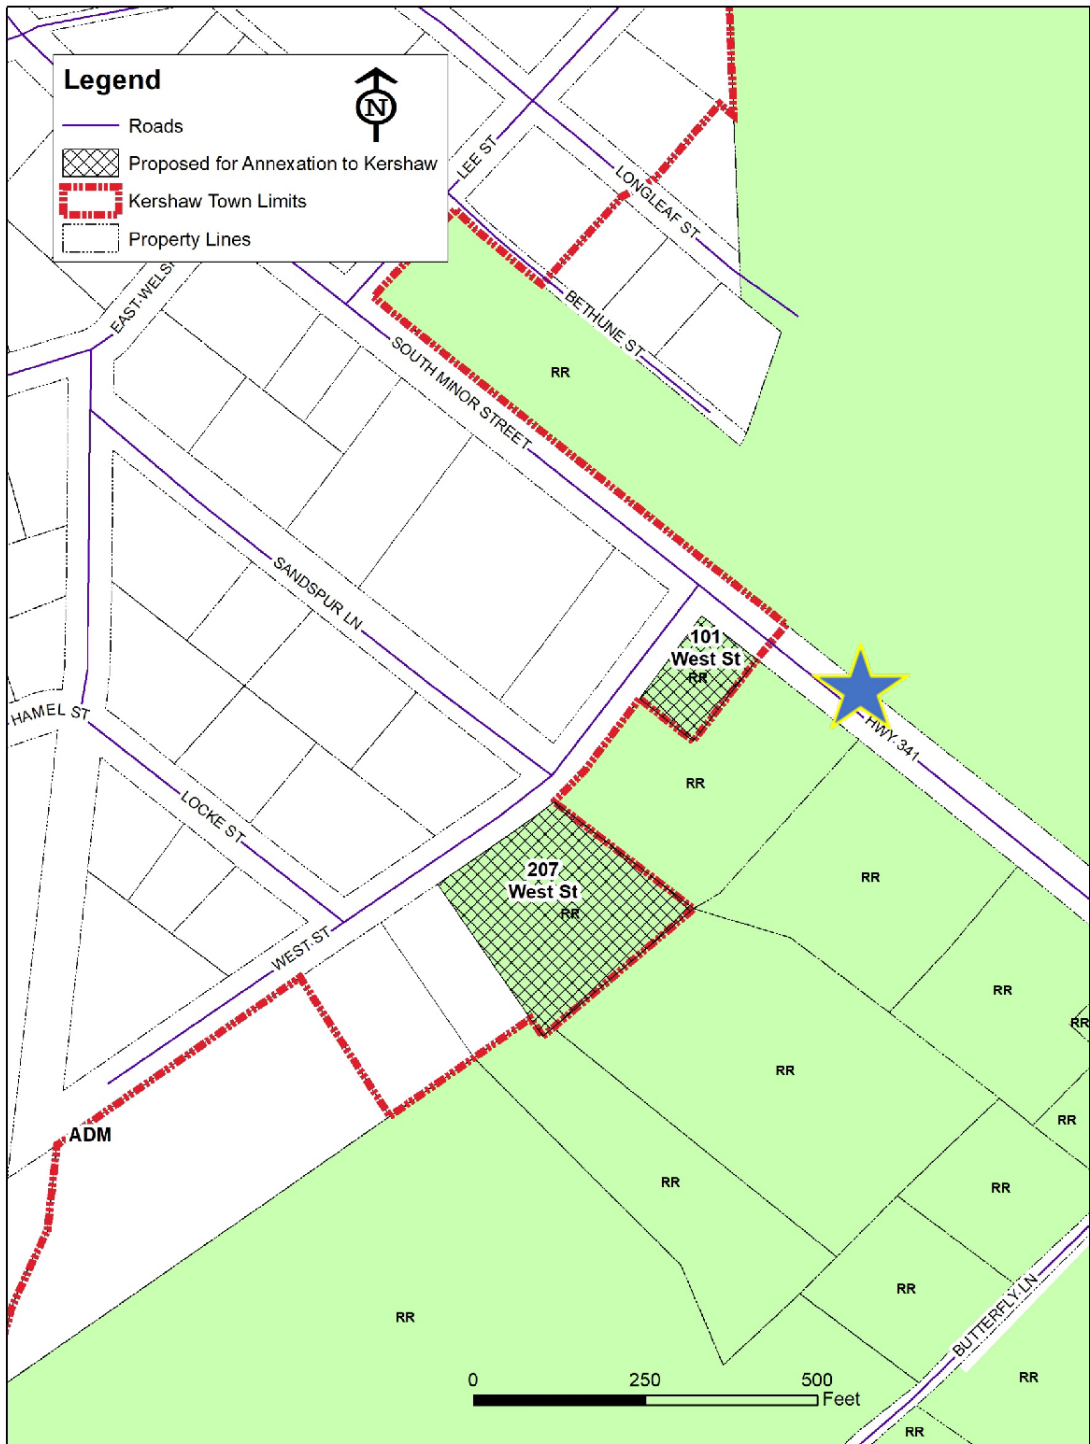 Legend
N
Roads
Proposed for Annexation to Kershaw
Kershaw Town Limits
Property Lines
LEE ST
LONGLEAF ST
EAST WELSH
BETHUNE ST
SOUTH MINOR STREET
RR
SANDSPUR LN
101
West St
RR
HAMEL ST
HWY 341
RR
LOCKE ST
207
West St
RR
RR
WEST ST
RR
RR
RR
RR
ADM
RR
RR
RR
RR
BUTTERFLY LN
RR
0 250 500
Feet
RR